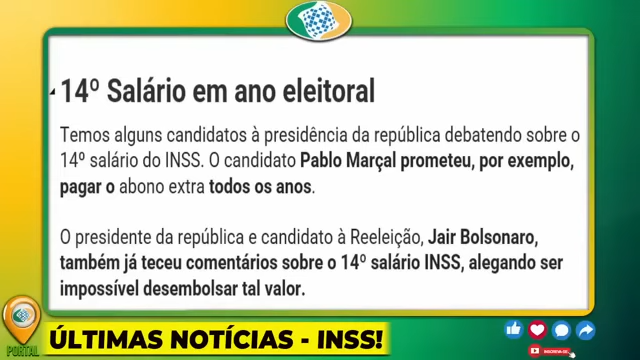 14º Salário em ano eleitoral
Temos alguns candidatos à presidência da república debatendo sobre o
14º salário do INSS. O candidato Pablo Marçal prometeu, por exemplo,
pagar o abono extra todos os anos.
O presidente da república e candidato à Reeleição, Jair Bolsonaro,
também já teceu comentários sobre o 14º salário INSS, alegando ser
impossível desembolsar tal valor.
PORTAL
ÚLTIMAS NOTÍCIAS - INSS!
INSCREVA-SE